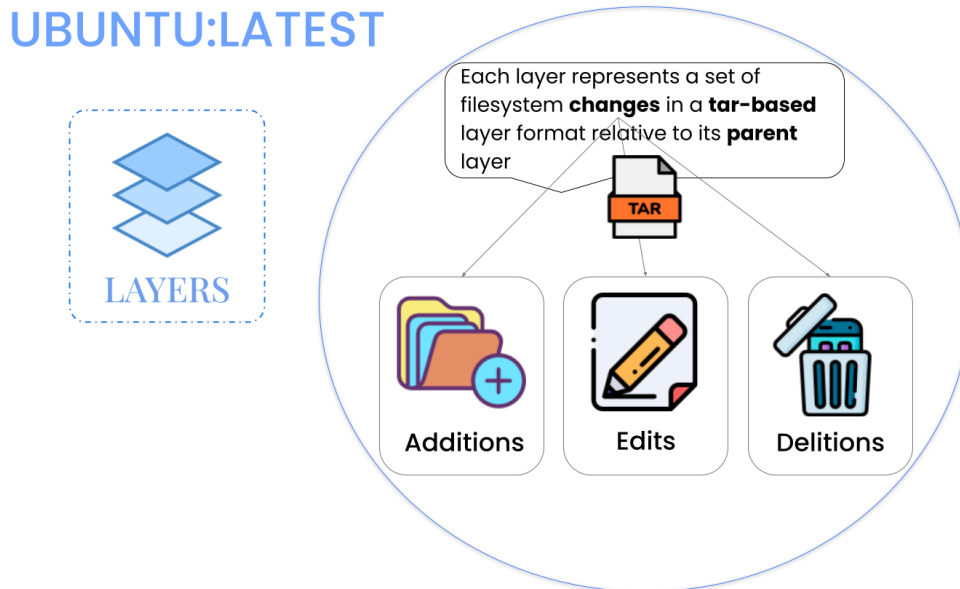 UBUNTU:LATEST
Each layer represents a set of
filesystem changes in a tar-based
layer format relative to its parent
layer
TAR
LAYERS
Additions
Edits
Delitions